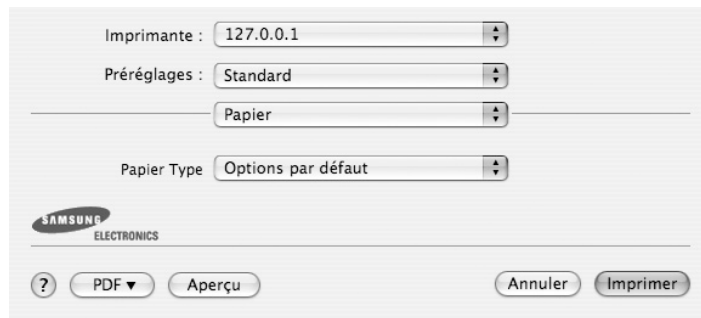 Imprimante : 127.0.0.1
Préréglages : Standard
Papier
Papier Type Options par défaut
SAMSUNG
ELECTRONICS
? PDF▼ Aperçu Annuler Imprimer